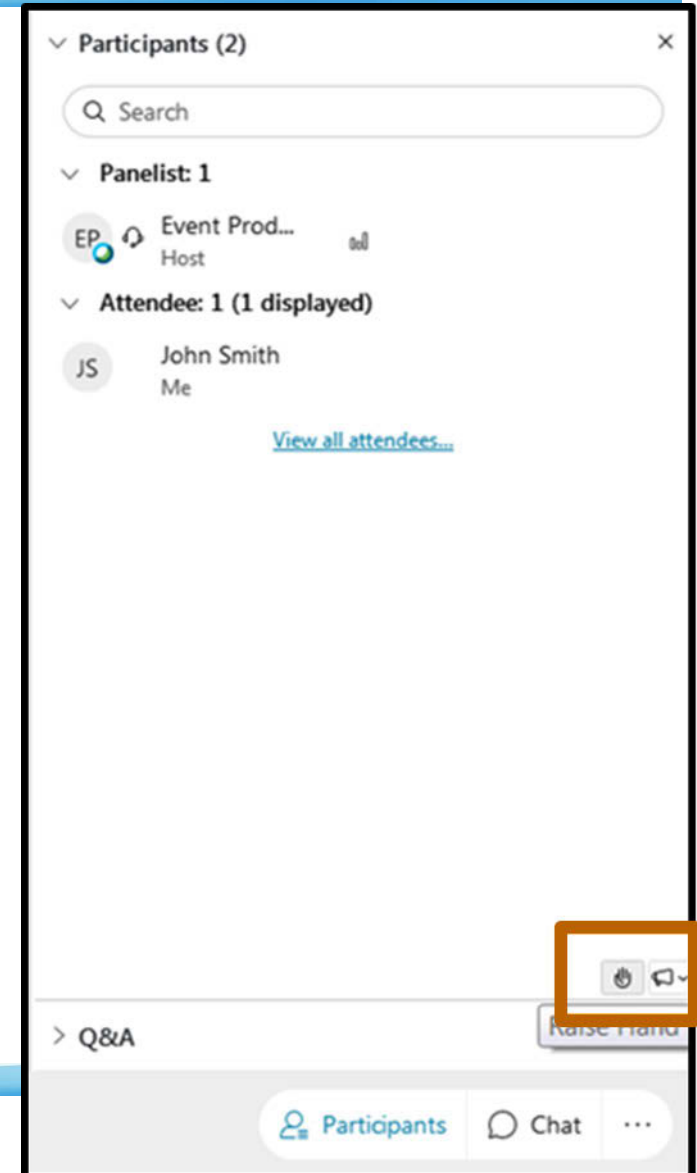 Participants (2)
Search
Panelist: 1
EP
Event Prod...
Host
Attendee: 1 (1 displayed)
JS
John Smith
Me
View all attendees...
Raise Hand
Q&A
Participants
Chat
...